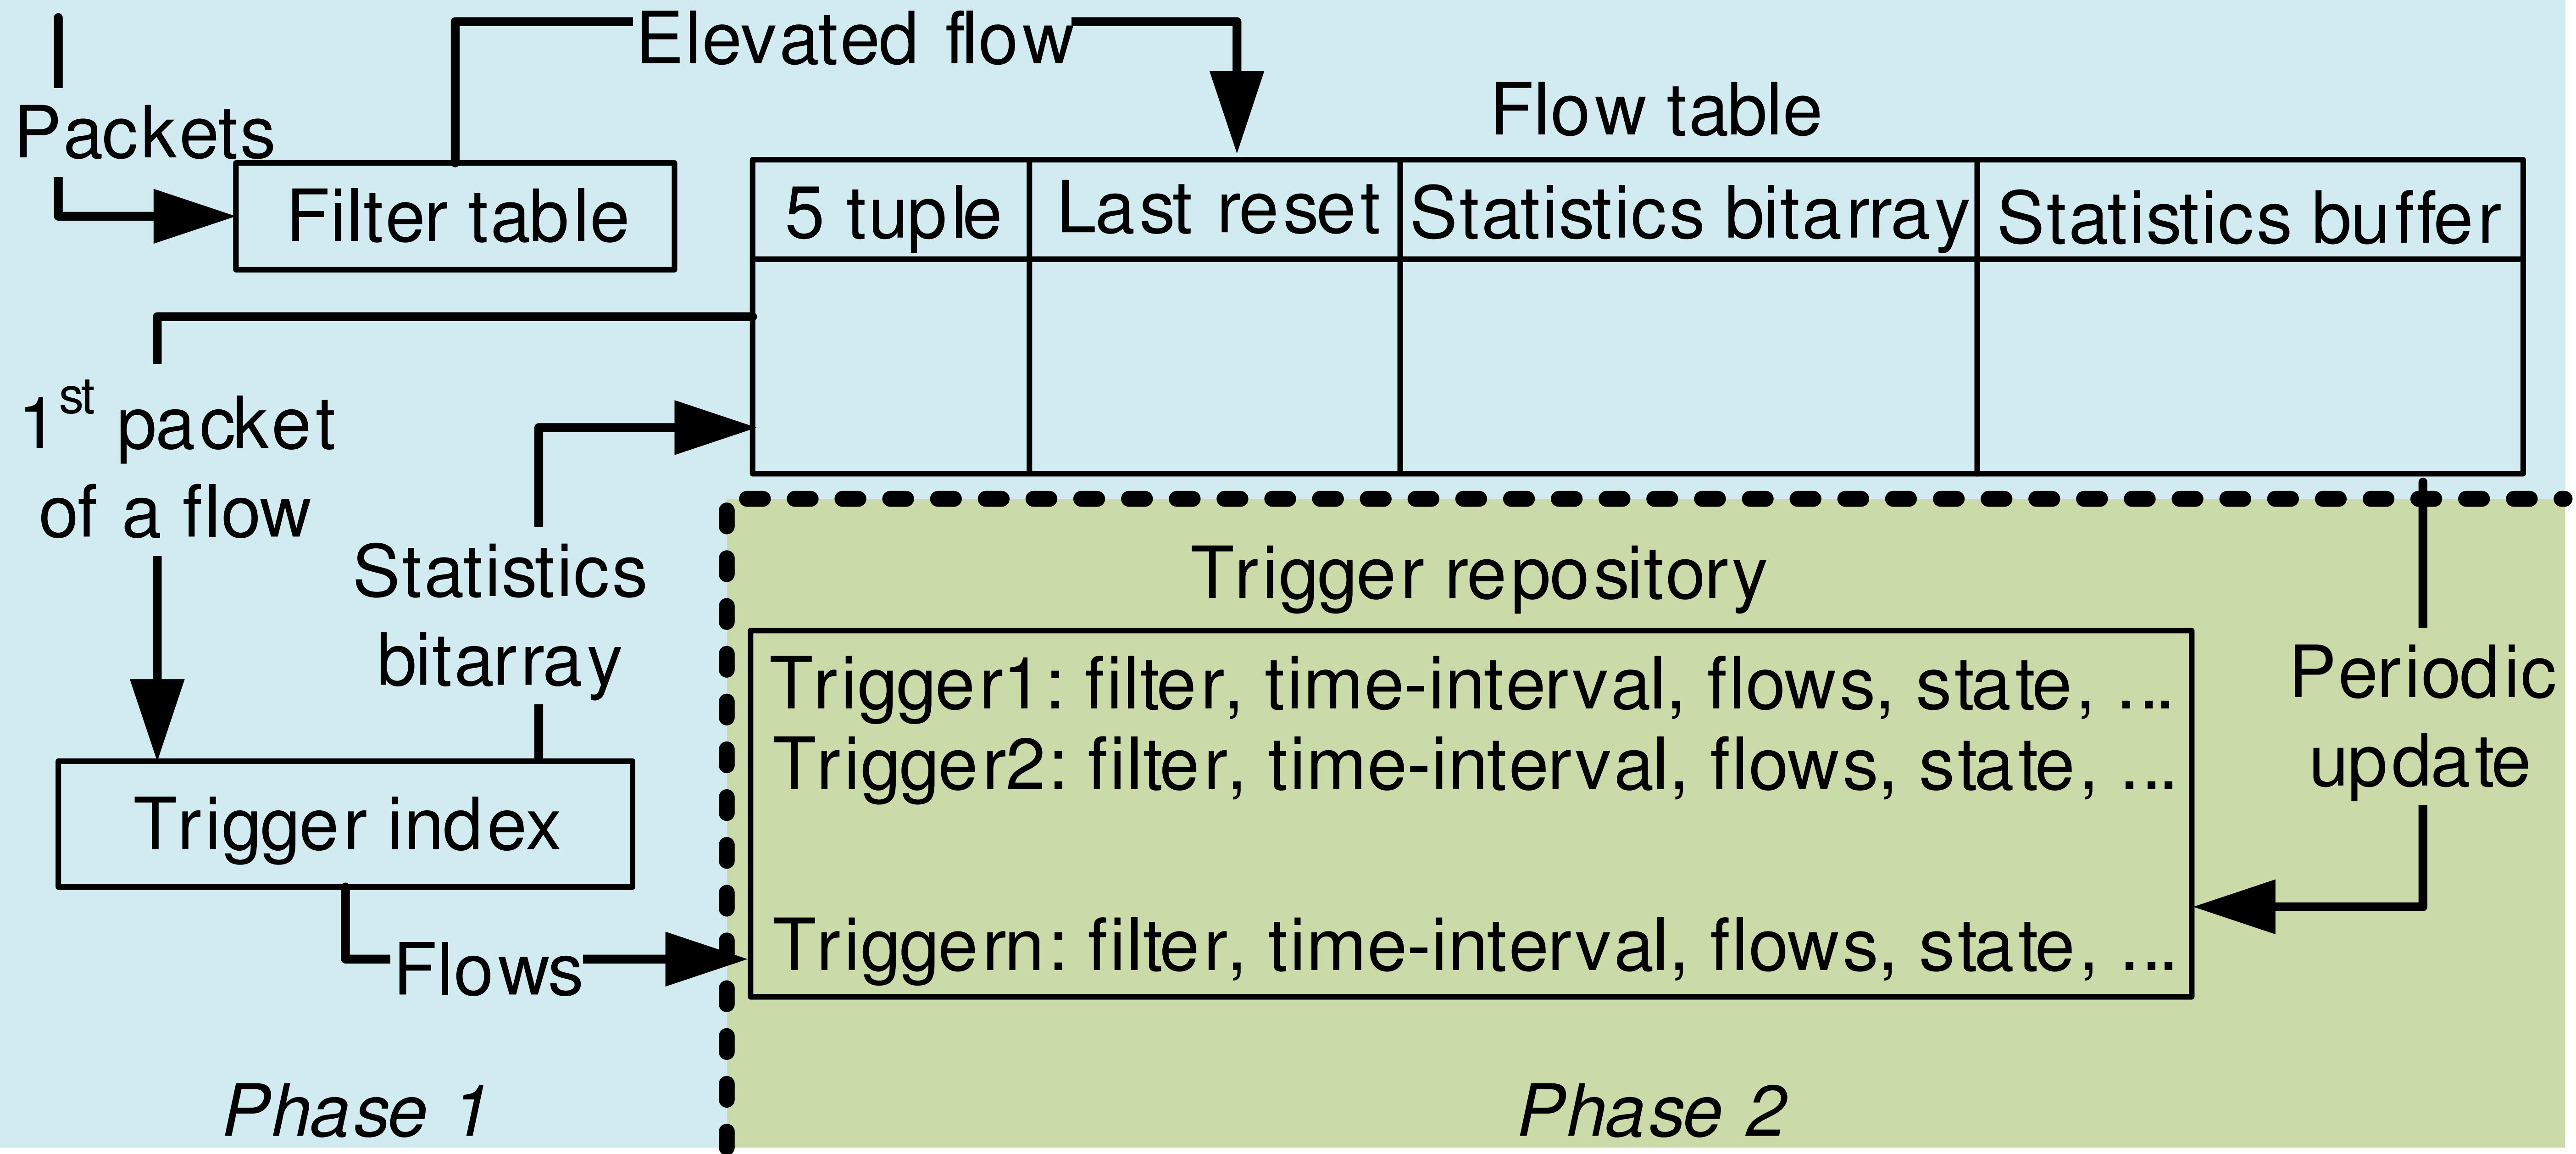 Elevated flow
Packets
Flow table
Filter table
5 tuple
Last reset
Statistics bitarray
Statistics buffer
1st packet
of a flow
Statistics
bitarray
Trigger repository
Trigger1: filter, time-interval, flows, state, ...
Trigger2: filter, time-interval, flows, state, ...
Triggern: filter, time-interval, flows, state, ...
Periodic
update
Trigger index
Flows
Phase 1
Phase 2